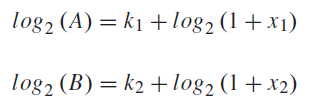 log₂ (A) = k₁ + log₂ (1 + x₁)
log₂ (B) = k₂ + log₂ (1 + x₂)